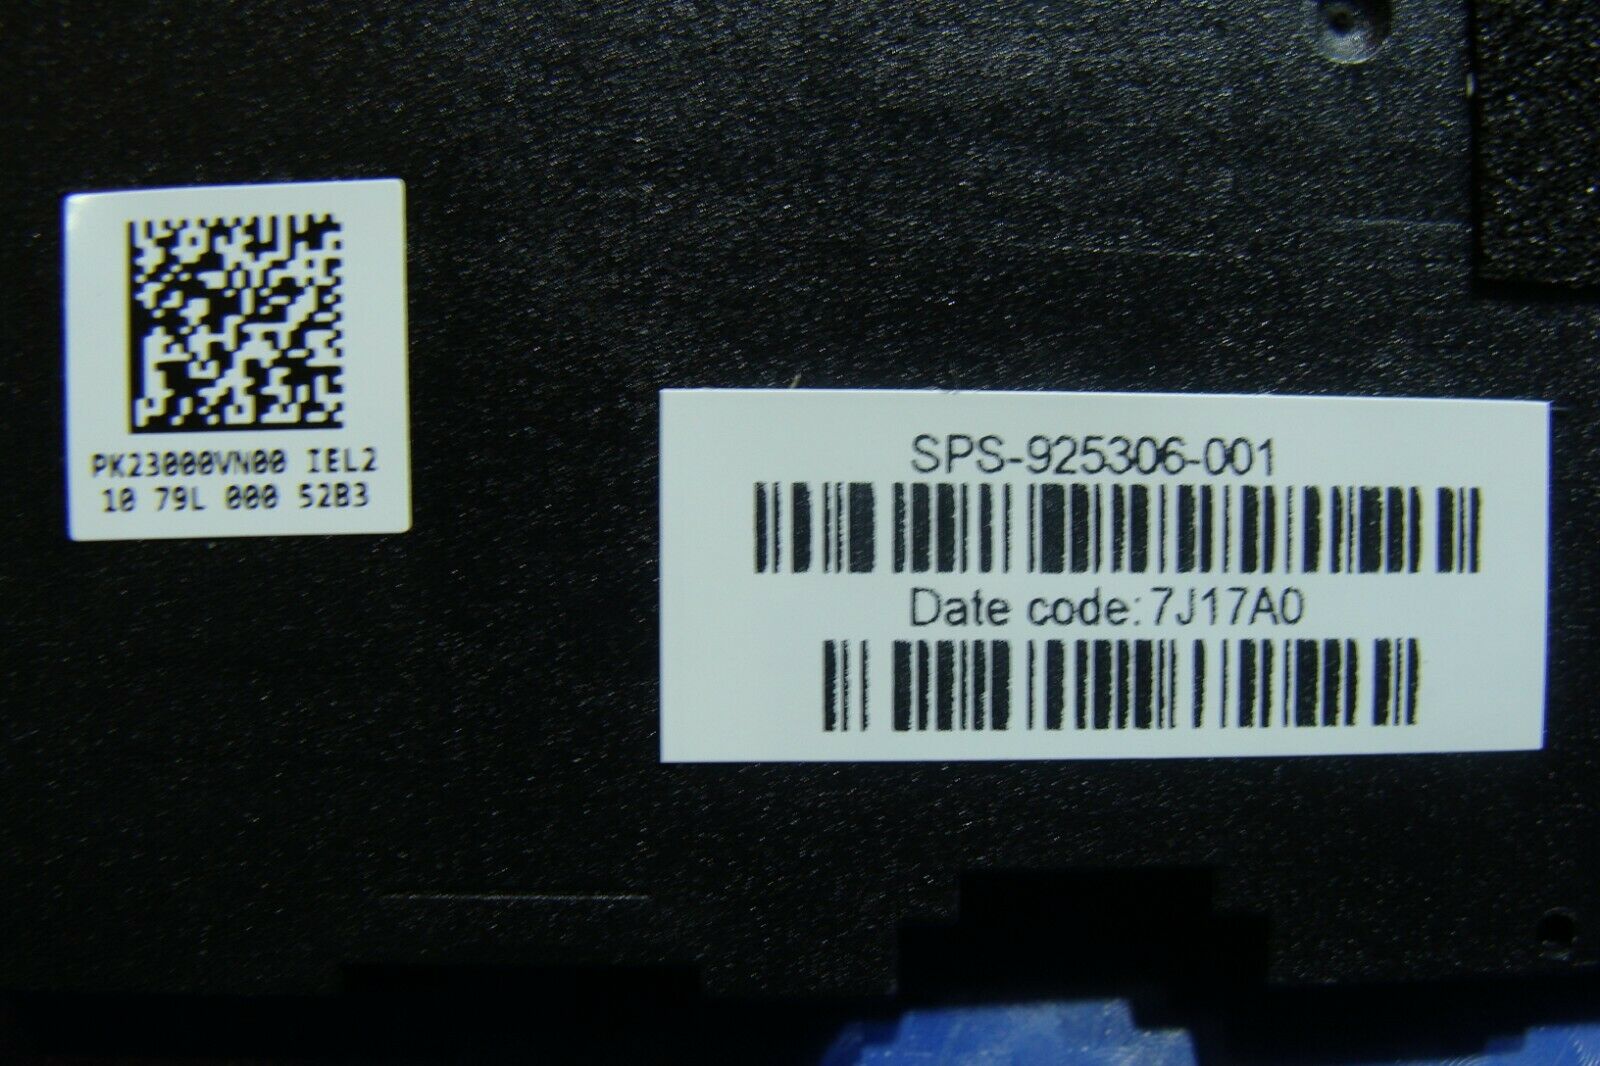 PK23000VN00 IEL2
10 79L 000 52B3
SPS-925306-001
Date code: 7J17A0